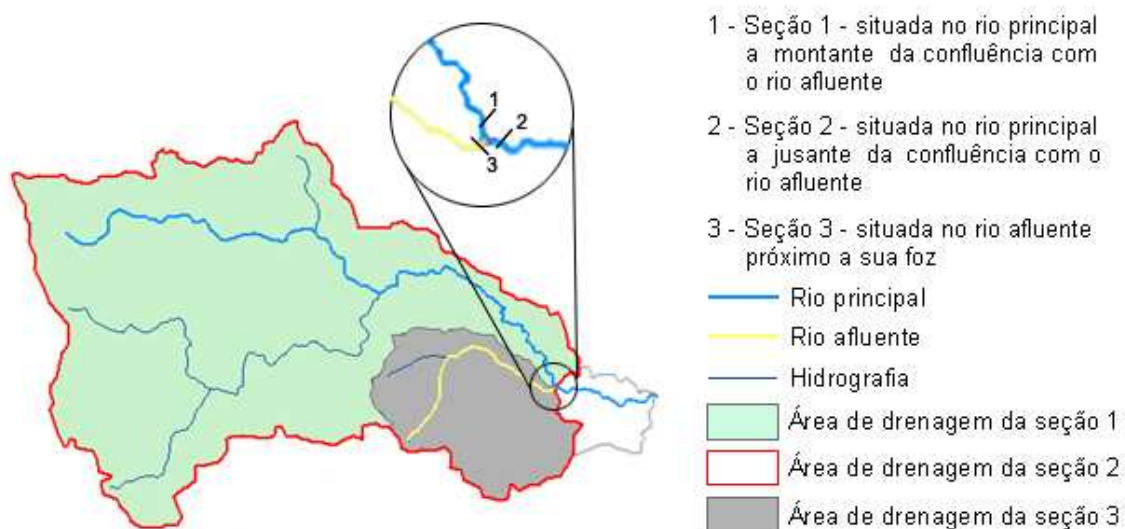 1
2
3
1 - Seção 1 - situada no rio principal
a montante da confluência com
o rio afluente
2 - Seção 2 - situada no rio principal
a jusante da confluência com o
rio afluente
3 - Seção 3 - situada no rio afluente
próximo a sua foz
Rio principal
Rio afluente
Hidrografia
Área de drenagem da seção 1
Área de drenagem da seção 2
Área de drenagem da seção 3